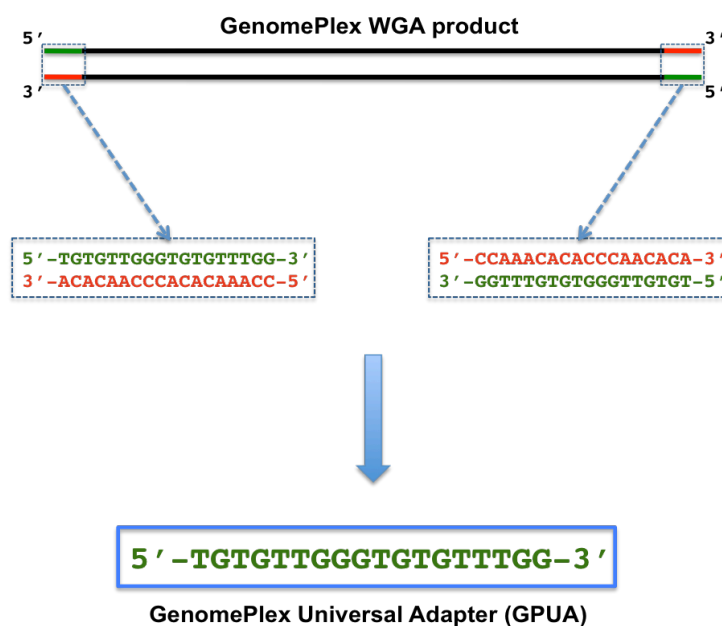 GenomePlex WGA product
5′ 3′
3′ 5′
5′-TGTGTTGGGTGTGTTTGG-3′
3′-ACACAACCCACACAAACC-5′
5′-CCAAACACACCCAACACA-3′
3′-GGTTTGTGTGGGTTGTGT-5′
5′-TGTGTTGGGTGTGTTTGG-3′
GenomePlex Universal Adapter (GPUA)